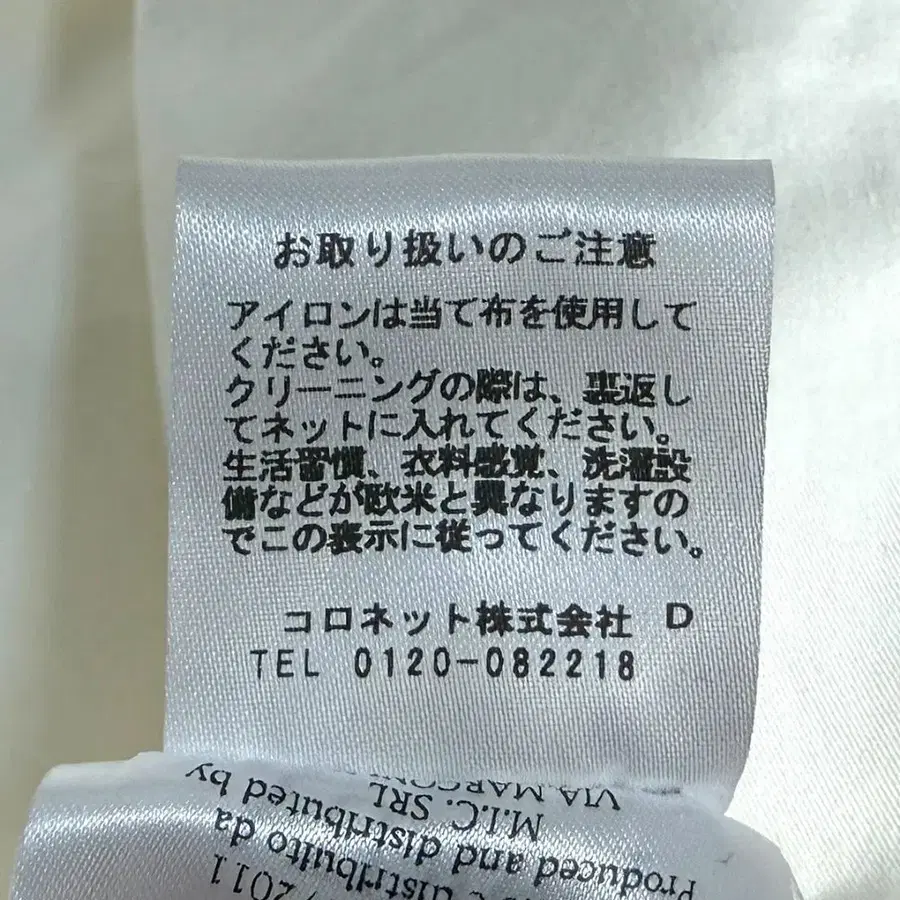 お取り扱いのご注意
アイロンは当て布を使用して
ください。
クリーニングの際は、裏返し
てネットに入れてください。
生活習慣、衣料感覚、洗濯設
備などが欧米と異なりますの
でこの表示に従ってください。
コロネット株式会社 D
TEL 0120-082218
2011
distribuito da
Produced and distributed by
M.I.C. SRL
VIA MARCONI